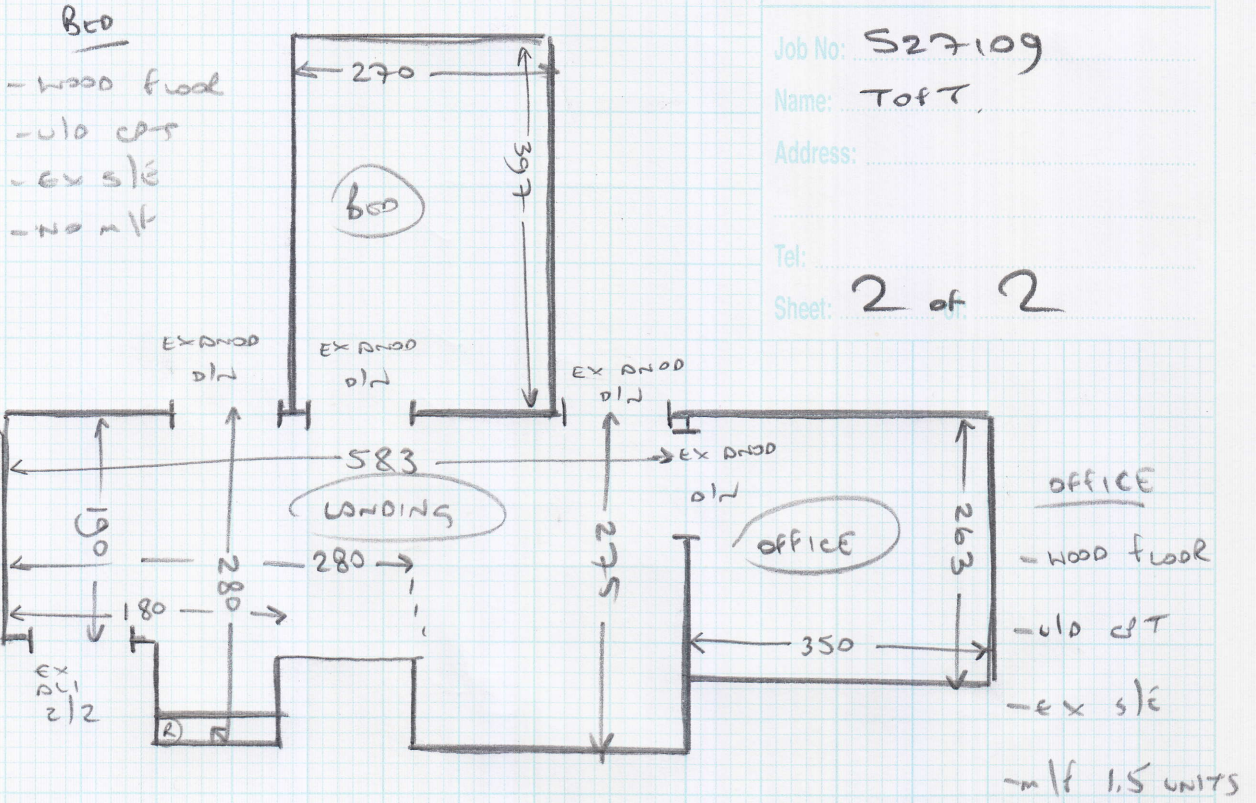 BED
- WOOD FLOOR
- U/D CPT
- EX S/E
- NO M/F
Job No: S27109
Name: TOFT.
Address:
Tel:
Sheet: 2 of 2
270
397
BED
EX ANOD
D/N
EX ANOD
D/N
EX ANOD
D/N
583
EX ANOD
D/N
LANDING
190
280
280
180
275
OFFICE
263
350
EX
ALI
2/2
R
OFFICE
- WOOD FLOOR
- U/D CPT
- EX S/E
- M/F 1.5 UNITS